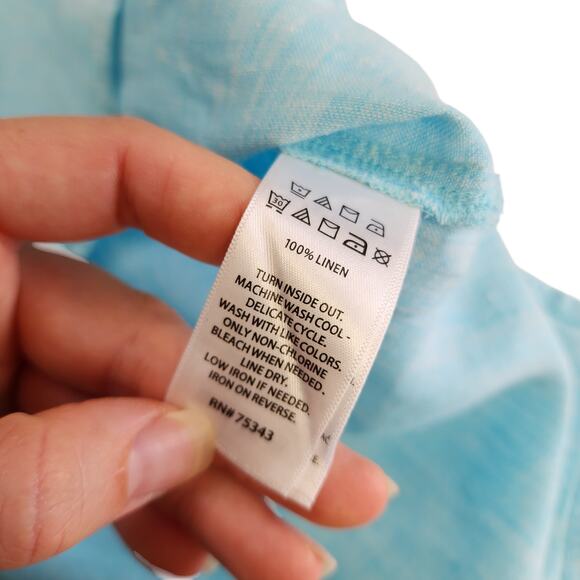 30
100% LINEN
TURN INSIDE OUT.
MACHINE WASH COOL -
DELICATE CYCLE.
WASH WITH LIKE COLORS.
ONLY NON-CHLORINE
BLEACH WHEN NEEDED.
LINE DRY.
LOW IRON IF NEEDED.
IRON ON REVERSE.
RN# 75343